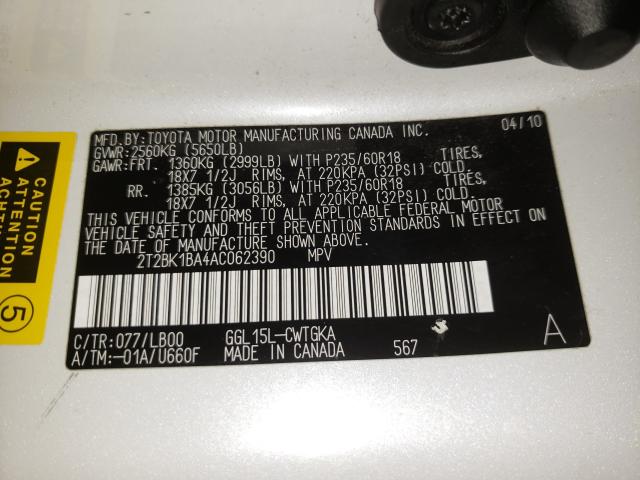 MFD.BY:TOYOTA MOTOR MANUFACTURING CANADA INC. 04/10
GVWR:2560KG (5650LB)
GAWR:FRT. 1360KG (2999LB) WITH P235/60R18 TIRES,
18X7 1/2J RIMS, AT 220KPA (32PSI) COLD.
RR. 1385KG (3056LB) WITH P235/60R18 TIRES,
18X7 1/2J RIMS, AT 220KPA (32PSI) COLD.
THIS VEHICLE CONFORMS TO ALL APPLICABLE FEDERAL MOTOR
VEHICLE SAFETY AND THEFT PREVENTION STANDARDS IN EFFECT ON
THE DATE OF MANUFACTURE SHOWN ABOVE.
2T2BK1BA4AC062390 MPV
C/TR:077/LB00 GGL15L-CWTGKA A
A/TM:-01A/U660F MADE IN CANADA 567
CAUTION
ATTENTION
5